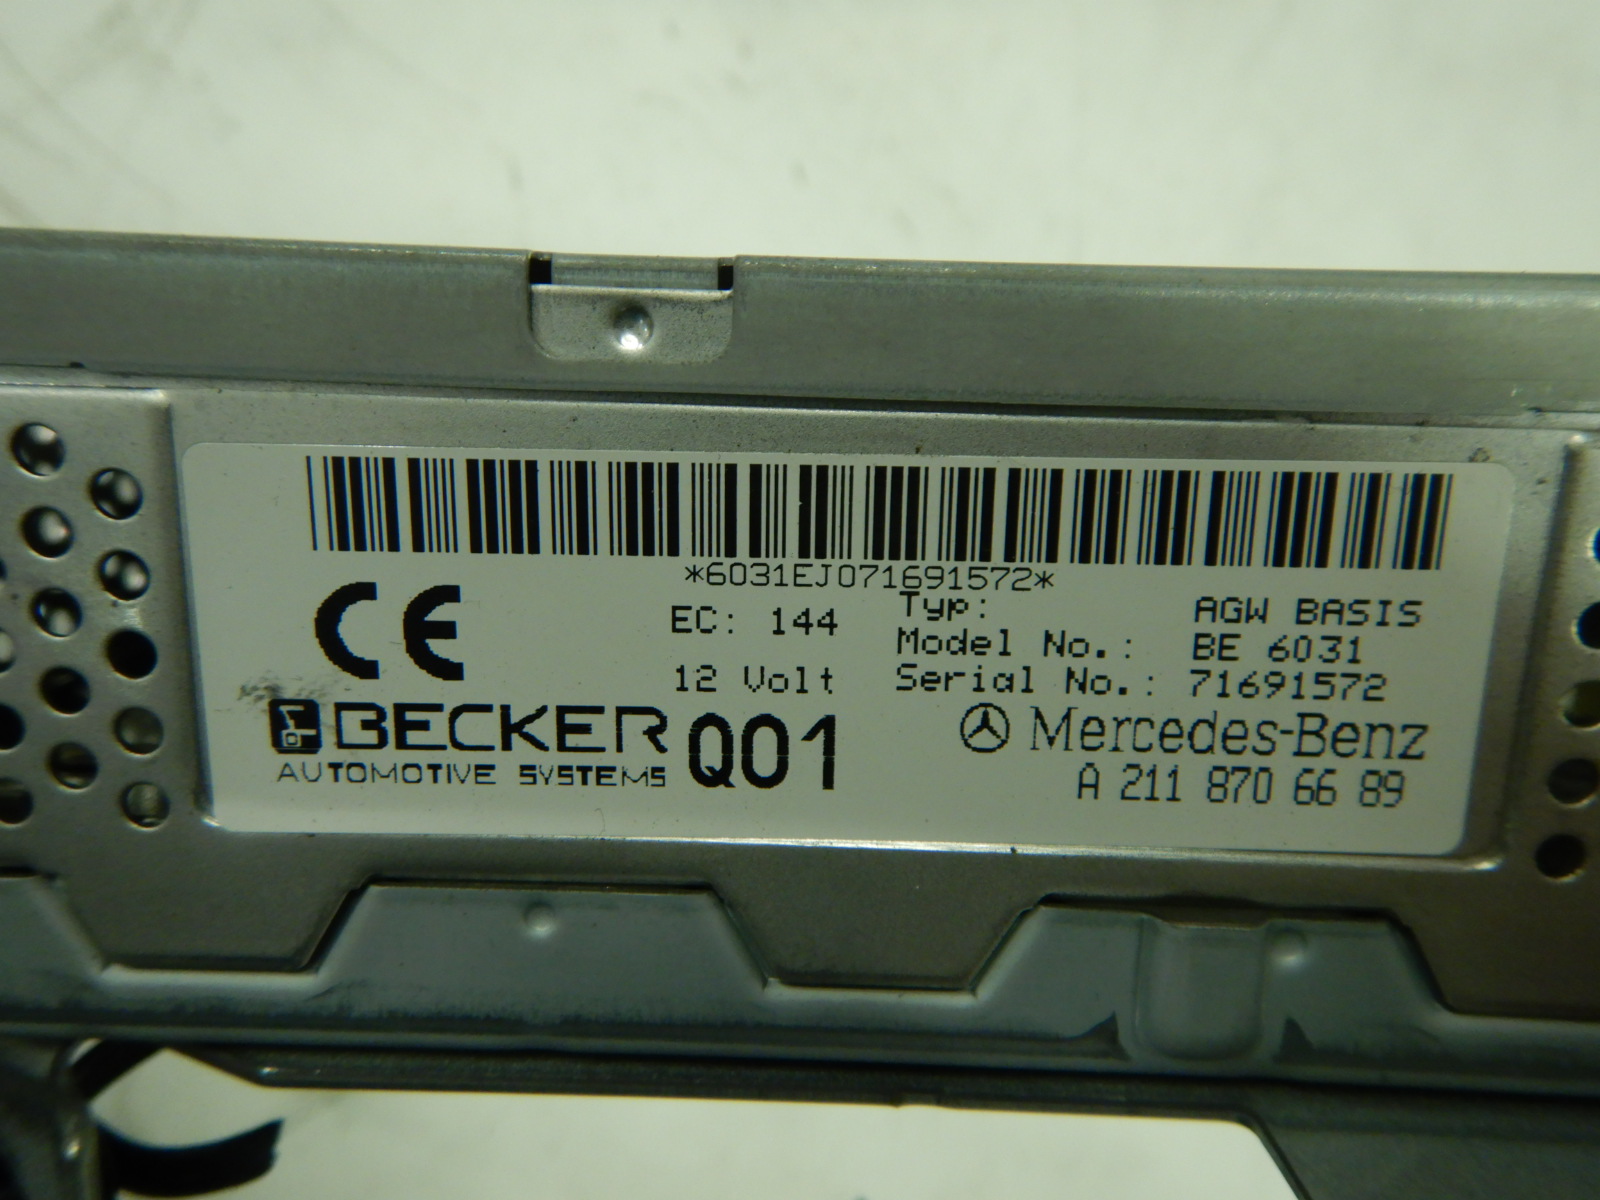 *6031EJ071691572*
CE
EC: 144
12 Volt
Typ: AGW BASIS
Model No.: BE 6031
Serial No.: 71691572
BECKER
AUTOMOTIVE SYSTEMS
Q01
Mercedes-Benz
A 211 870 66 89